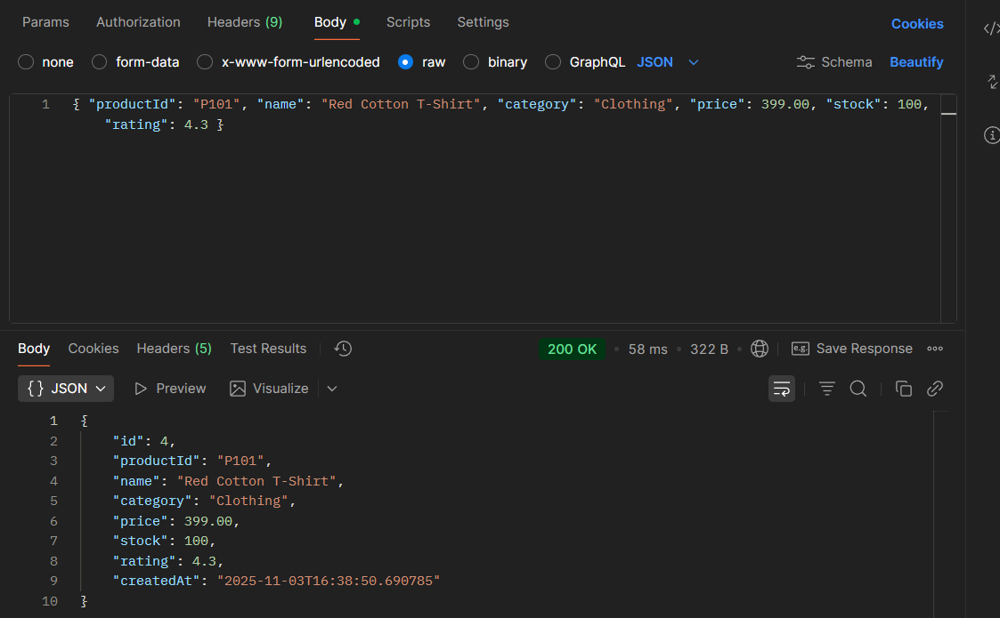 Params Authorization Headers (9) Body Scripts Settings Cookies
none form-data x-www-form-urlencoded raw binary GraphQL JSON Schema Beautify
1 { "productId": "P101", "name": "Red Cotton T-Shirt", "category": "Clothing", "price": 399.00, "stock": 100,
"rating": 4.3 }
Body Cookies Headers (5) Test Results 200 OK 58 ms 322 B e.g. Save Response
{} JSON Preview Visualize
1 {
2 "id": 4,
3 "productId": "P101",
4 "name": "Red Cotton T-Shirt",
5 "category": "Clothing",
6 "price": 399.00,
7 "stock": 100,
8 "rating": 4.3,
9 "createdAt": "2025-11-03T16:38:50.690785"
10 }